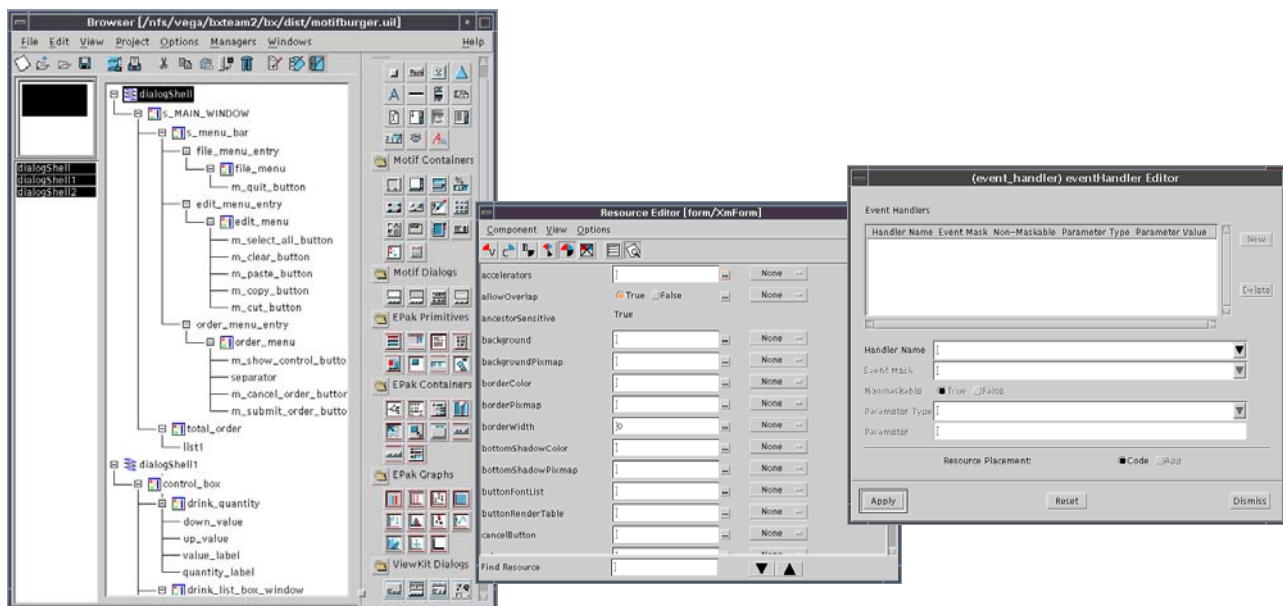 Browser [/nfs/vega/bxteam2/bx/dist/motifburger.uil]
File Edit View Project Options Managers Windows Help
dialogShell
dialogShell1
dialogShell2
dialogShell
s_MAIN_WINDOW
s_menu_bar
file_menu_entry
file_menu
m_quit_button
edit_menu_entry
edit_menu
m_select_all_button
m_clear_button
m_paste_button
m_copy_button
m_cut_button
order_menu_entry
order_menu
m_show_control_butto
separator
m_cancel_order_button
m_submit_order_butto
total_order
list1
dialogShell1
control_box
drink_quantity
down_value
up_value
value_label
quantity_label
drink_list_box_window
Motif Containers
Motif Dialogs
EPak Primitives
EPak Containers
EPak Graphs
ViewKit Dialogs
Resource Editor [form/XmForm]
Component View Options
accelerators None
allowOverlap True False None
ancestorSensitive True
background None
backgroundPixmap None
borderColor None
borderPixmap None
borderWidth 0 None
bottomShadowColor None
bottomShadowPixmap None
buttonFontList None
buttonRenderTable None
cancelButton None
Find Resource
(event_handler) eventHandler Editor
Event Handlers
Handler Name Event Mask Non-Maskable Parameter Type Parameter Value
New
Delete
Handler Name
Event Mask
Nonmaskable True False
Parameter Type
Parameter
Resource Placement: Code App
Apply Reset Dismiss